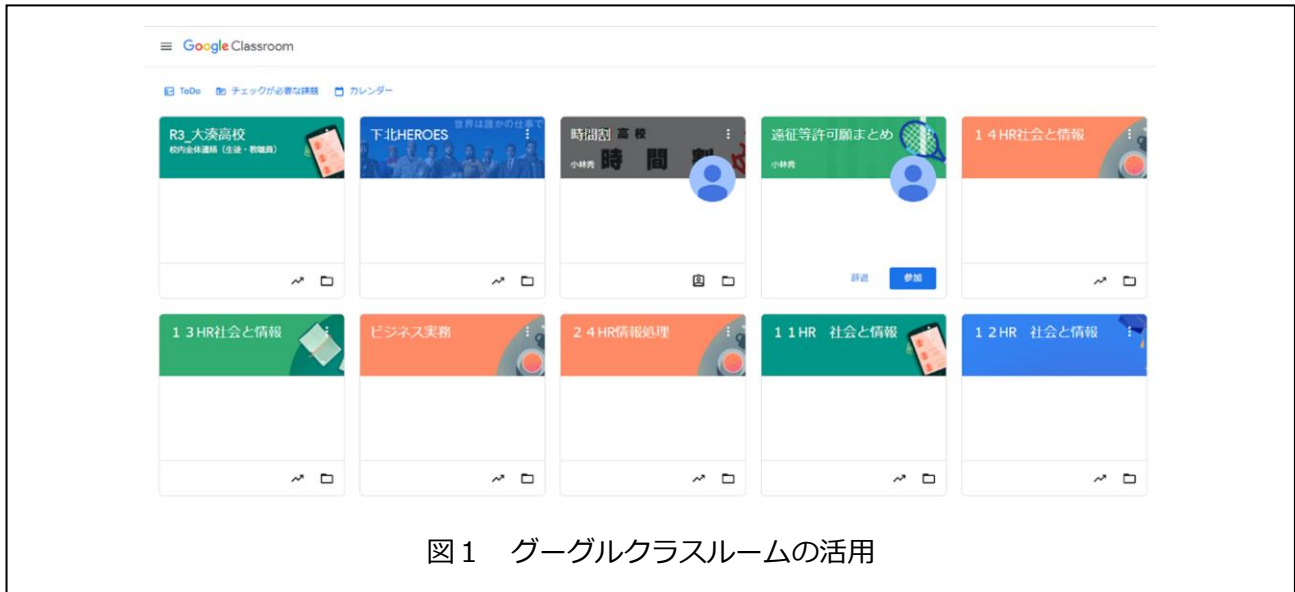 Google Classroom
ToDo チェックが必要な課題 カレンダー
R3_大湊高校
校内全体連絡（生徒・教職員）
下北HEROES
世界は誰かの仕事で
時間割 高校
小林秀
時間割
遠征等許可願まとめ
小林秀
辞退 参加
１４HR社会と情報
１３HR社会と情報
ビジネス実務
２４HR情報処理
１１HR 社会と情報
１２HR 社会と情報
図１ グーグルクラスルームの活用